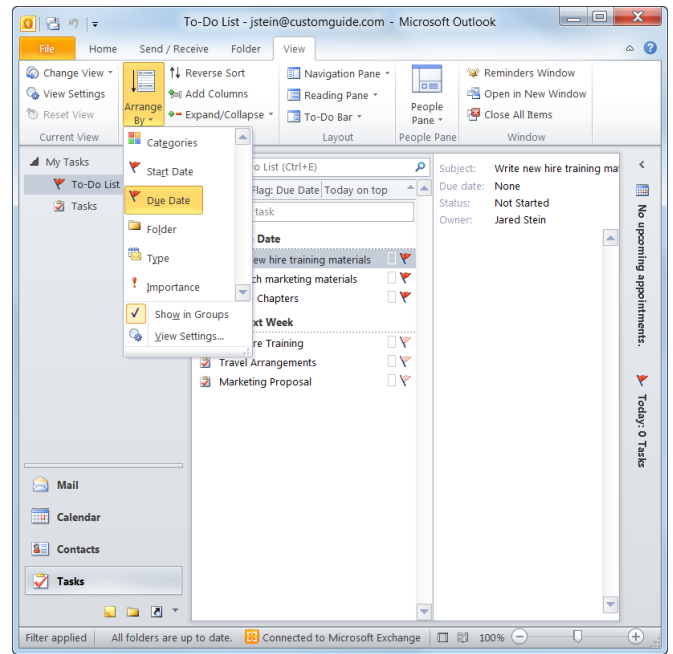 To-Do List - jstein@customguide.com - Microsoft Outlook
File Home Send / Receive Folder View
Change View
View Settings
Reset View
Current View
Arrange By
Reverse Sort
Add Columns
Expand/Collapse
Navigation Pane
Reading Pane
To-Do Bar
Layout
People Pane
People Pane
Reminders Window
Open in New Window
Close All Items
Window
My Tasks
To-Do List
Tasks
Categories
Start Date
Due Date
Folder
Type
Importance
Show in Groups
View Settings...
o List (Ctrl+E)
Flag: Due Date Today on top
task
Date
ew hire training materials
ch marketing materials
Chapters
xt Week
re Training
Travel Arrangements
Marketing Proposal
Subject: Write new hire training mat
Due date: None
Status: Not Started
Owner: Jared Stein
No upcoming appointments.
Today: 0 Tasks
Mail
Calendar
Contacts
Tasks
Filter applied All folders are up to date. Connected to Microsoft Exchange 100%